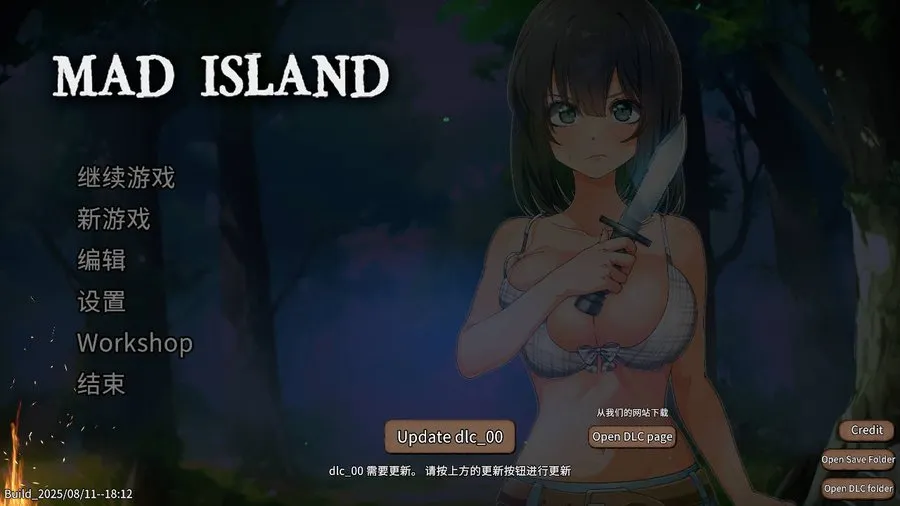 MAD ISLAND
继续游戏
新游戏
编辑
设置
Workshop
结束
从我们的网站下载
Update dlc_00
Open DLC page
dlc_00 需要更新。 请按上方的更新按钮进行更新
Credit
Open Save Folder
Open DLC folder
Build_2025/08/11--18:12